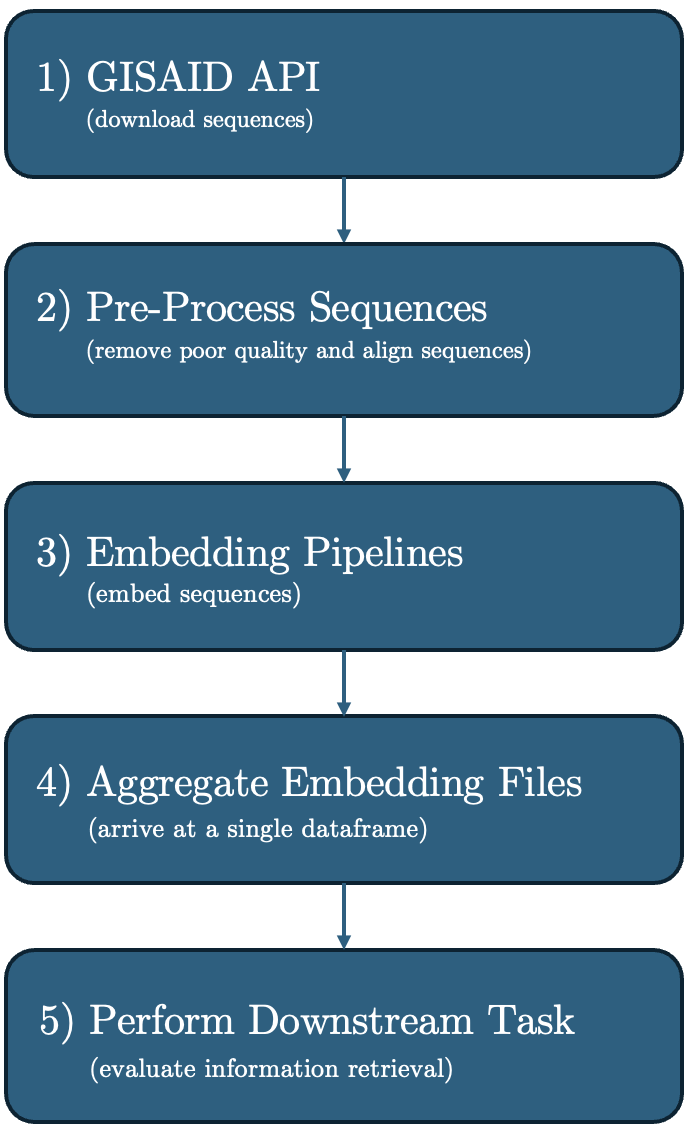 1) GISAID API
(download sequences)
2) Pre-Process Sequences
(remove poor quality and align sequences)
3) Embedding Pipelines
(embed sequences)
4) Aggregate Embedding Files
(arrive at a single dataframe)
5) Perform Downstream Task
(evaluate information retrieval)